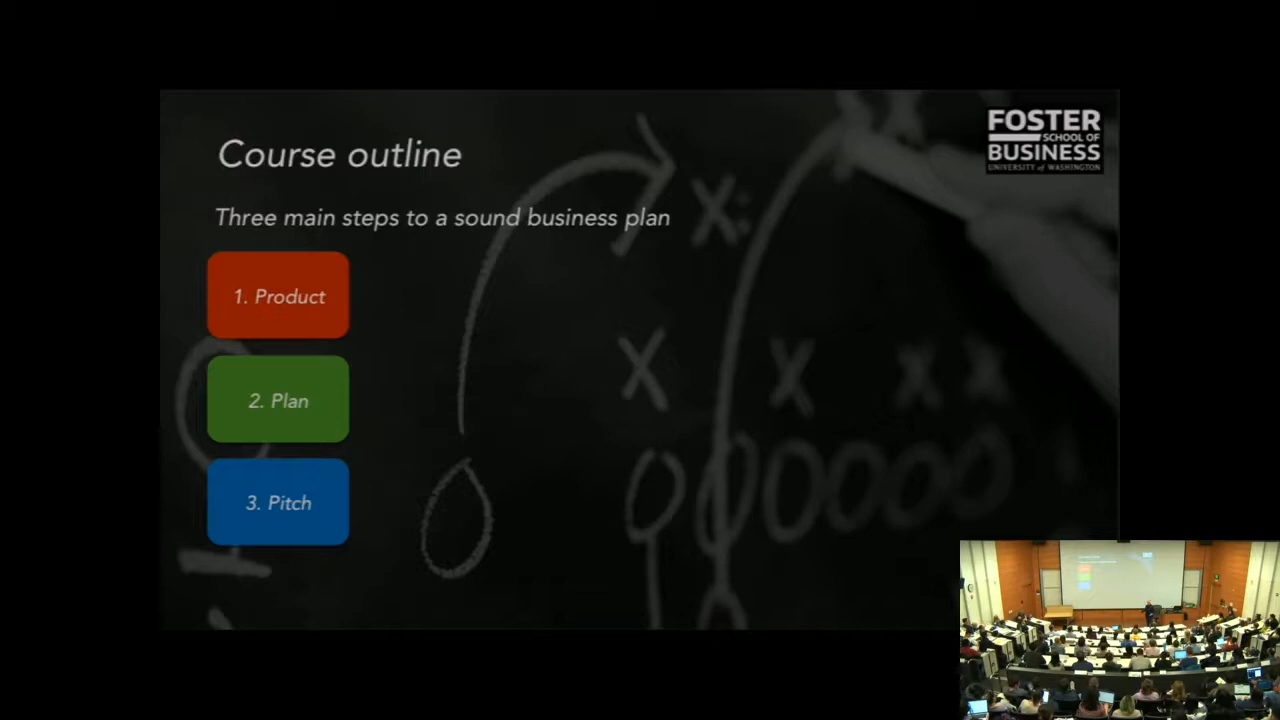 Course outline
FOSTER
SCHOOL OF
BUSINESS
UNIVERSITY of WASHINGTON
Three main steps to a sound business plan
1. Product
2. Plan
3. Pitch